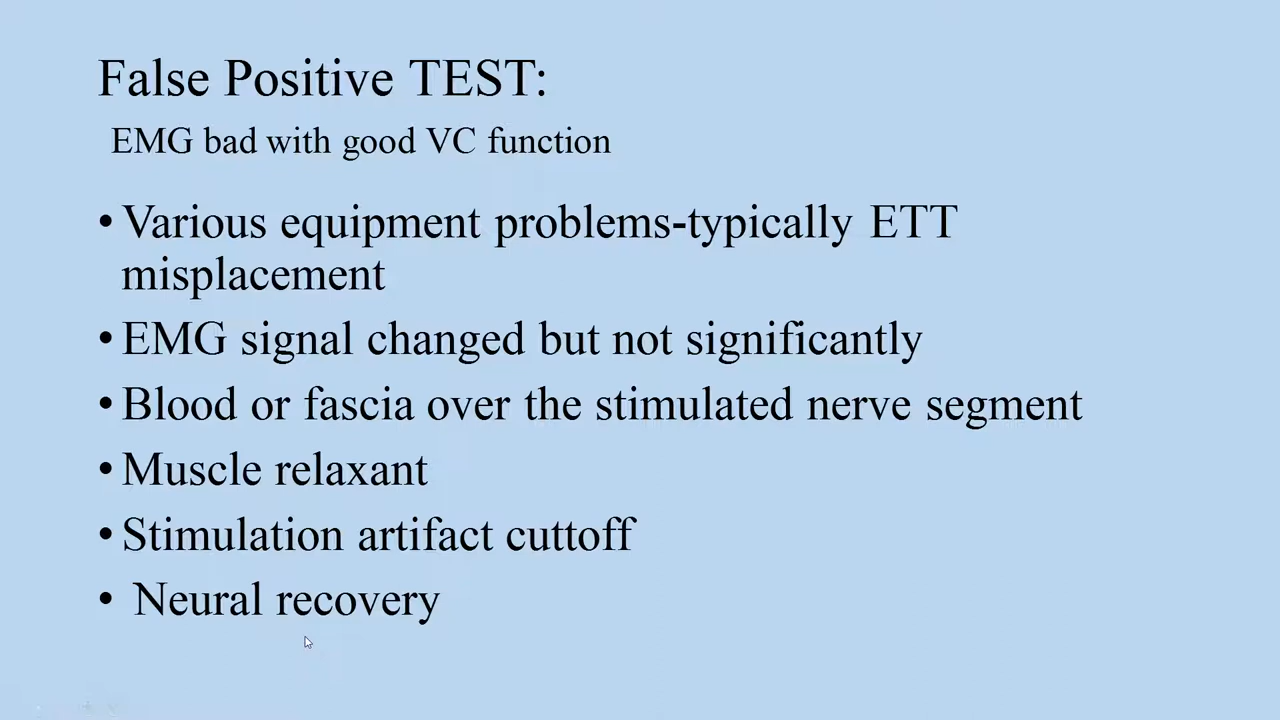 False Positive TEST:
EMG bad with good VC function
• Various equipment problems-typically ETT
misplacement
• EMG signal changed but not significantly
• Blood or fascia over the stimulated nerve segment
• Muscle relaxant
• Stimulation artifact cuttoff
• Neural recovery